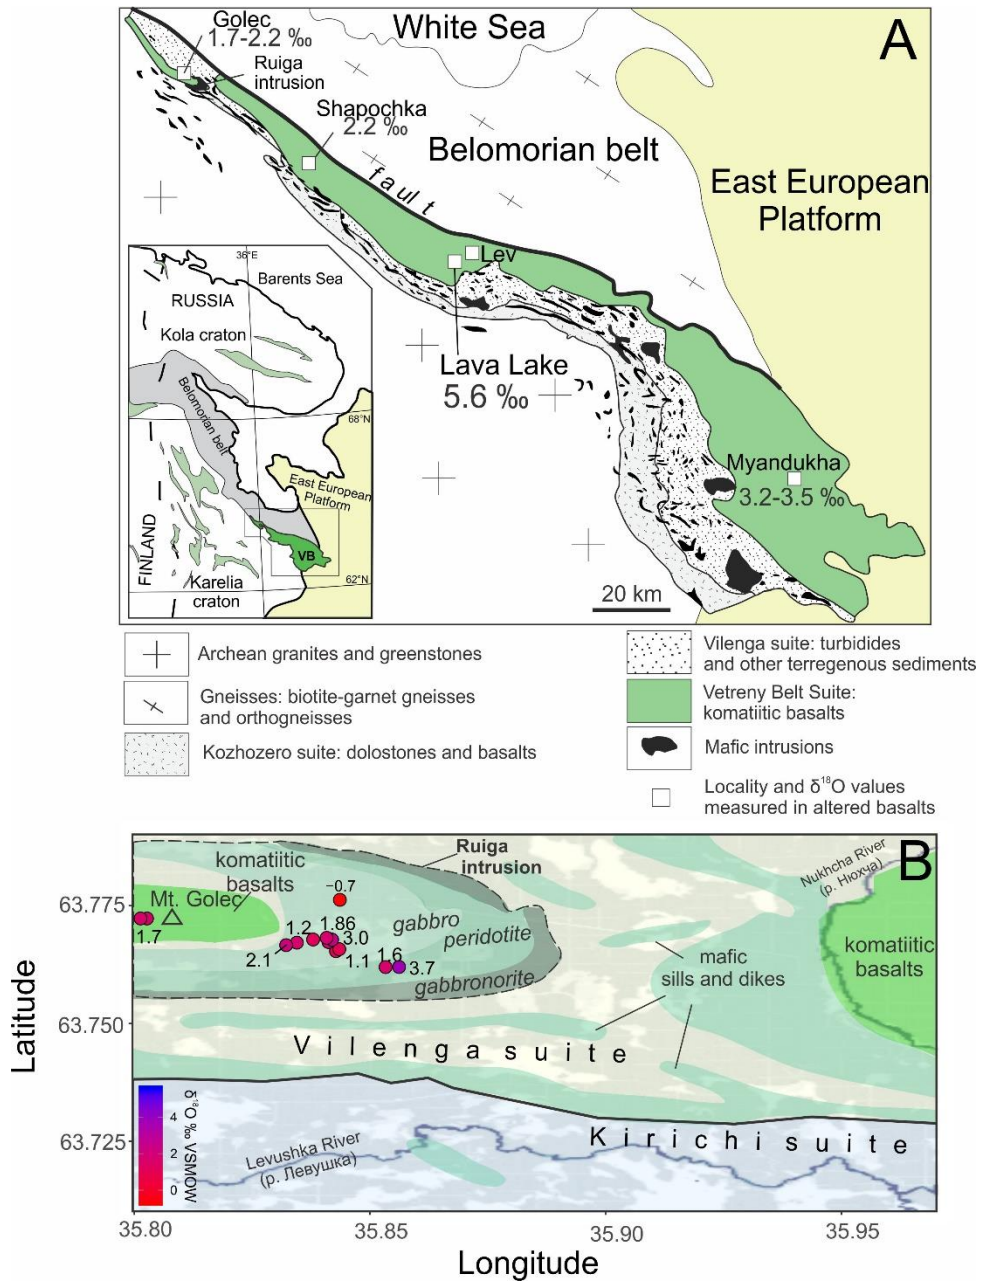 A
White Sea
Golec
1.7-2.2 ‰
Ruiga
intrusion
Shapochka
2.2 ‰
Belomorian belt
East European
Platform
fault
Lev
Lava Lake
5.6 ‰
Myandukha
3.2-3.5 ‰
20 km
36°E
Barents Sea
RUSSIA
Kola craton
Belomorian belt
68°N
East European
Platform
FINLAND
VB
Karelia
craton
62°N
Archean granites and greenstones
Gneisses: biotite-garnet gneisses
and orthogneisses
Kozhozero suite: dolostones and basalts
Vilenga suite: turbidides
and other terregenous sediments
Vetreny Belt Suite:
komatiitic basalts
Mafic intrusions
Locality and δ¹⁸O values
measured in altered basalts
B
komatiitic
basalts
Ruiga
intrusion
Nukhcha River
(р. Нюхча)
Mt. Golec
−0.7
1.7
1.2
1.86
3.0
2.1
1.1
1.6
3.7
gabbro
peridotite
gabbronorite
mafic
sills and dikes
komatiitic
basalts
Vilenga suite
Kirichi suite
Levushka River
(р. Левушка)
δ¹⁸O ‰ VSMOW
4
2
0
Latitude
63.775
63.750
63.725
35.80
35.85
35.90
35.95
Longitude